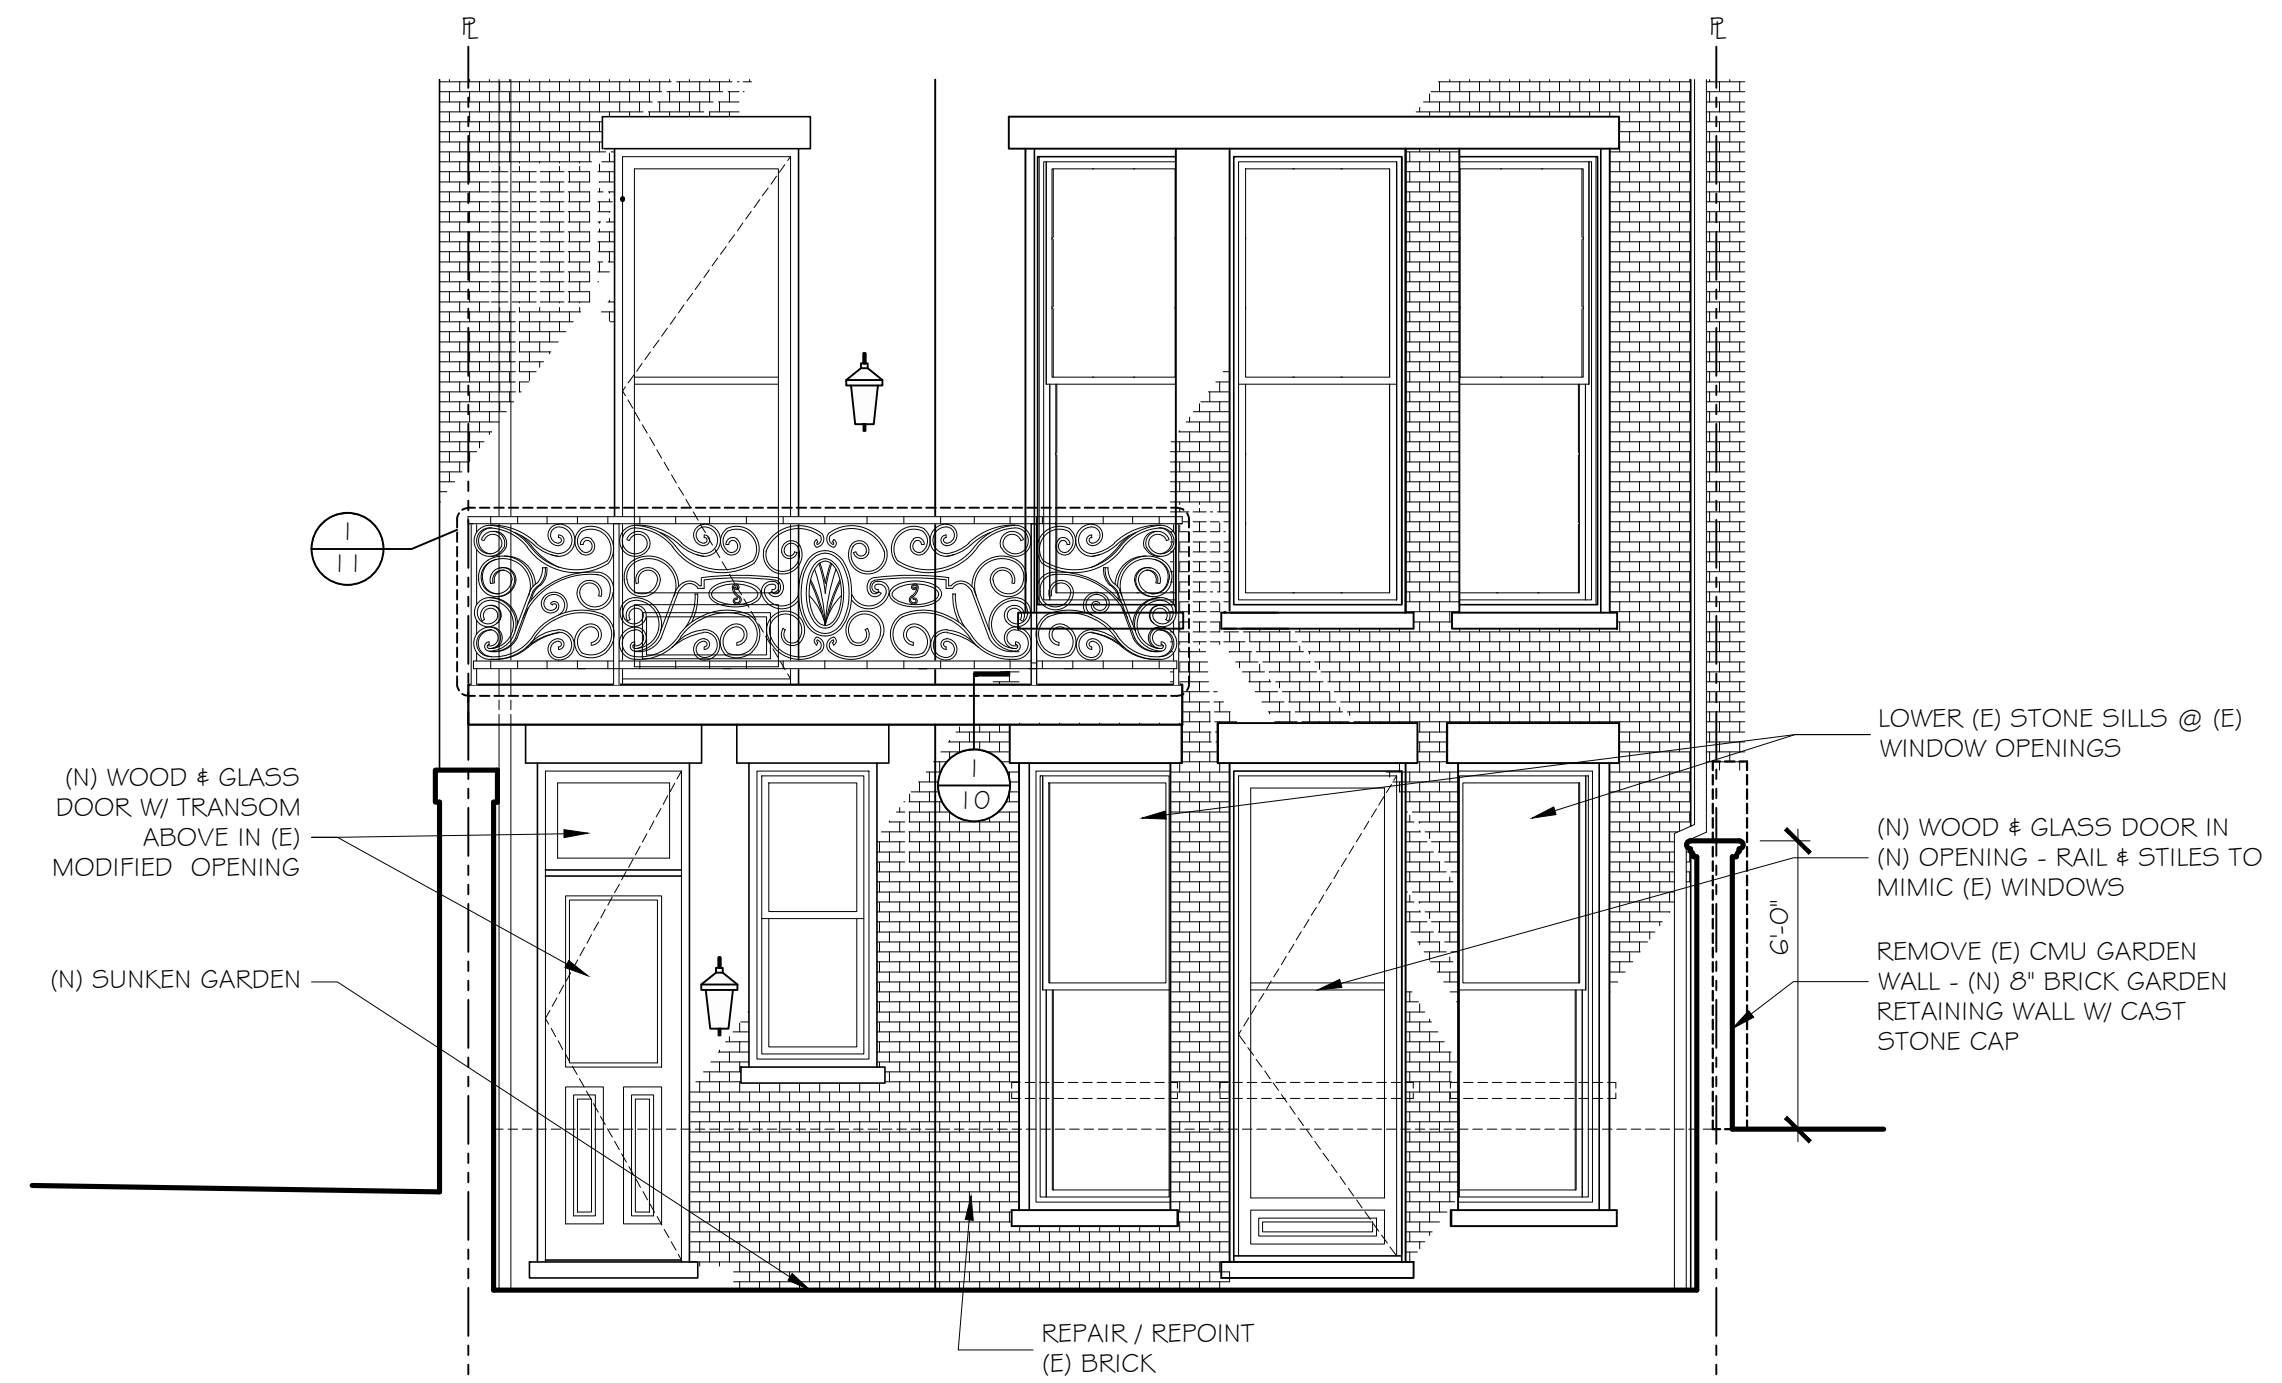 PL
PL
1
11
LOWER (E) STONE SILLS @ (E)
WINDOW OPENINGS
(N) WOOD & GLASS
DOOR W/ TRANSOM
ABOVE IN (E)
MODIFIED OPENING
1
10
(N) WOOD & GLASS DOOR IN
(N) OPENING - RAIL & STILES TO
MIMIC (E) WINDOWS
6'-0"
(N) SUNKEN GARDEN
REMOVE (E) CMU GARDEN
WALL - (N) 8" BRICK GARDEN
RETAINING WALL W/ CAST
STONE CAP
REPAIR / REPOINT
(E) BRICK